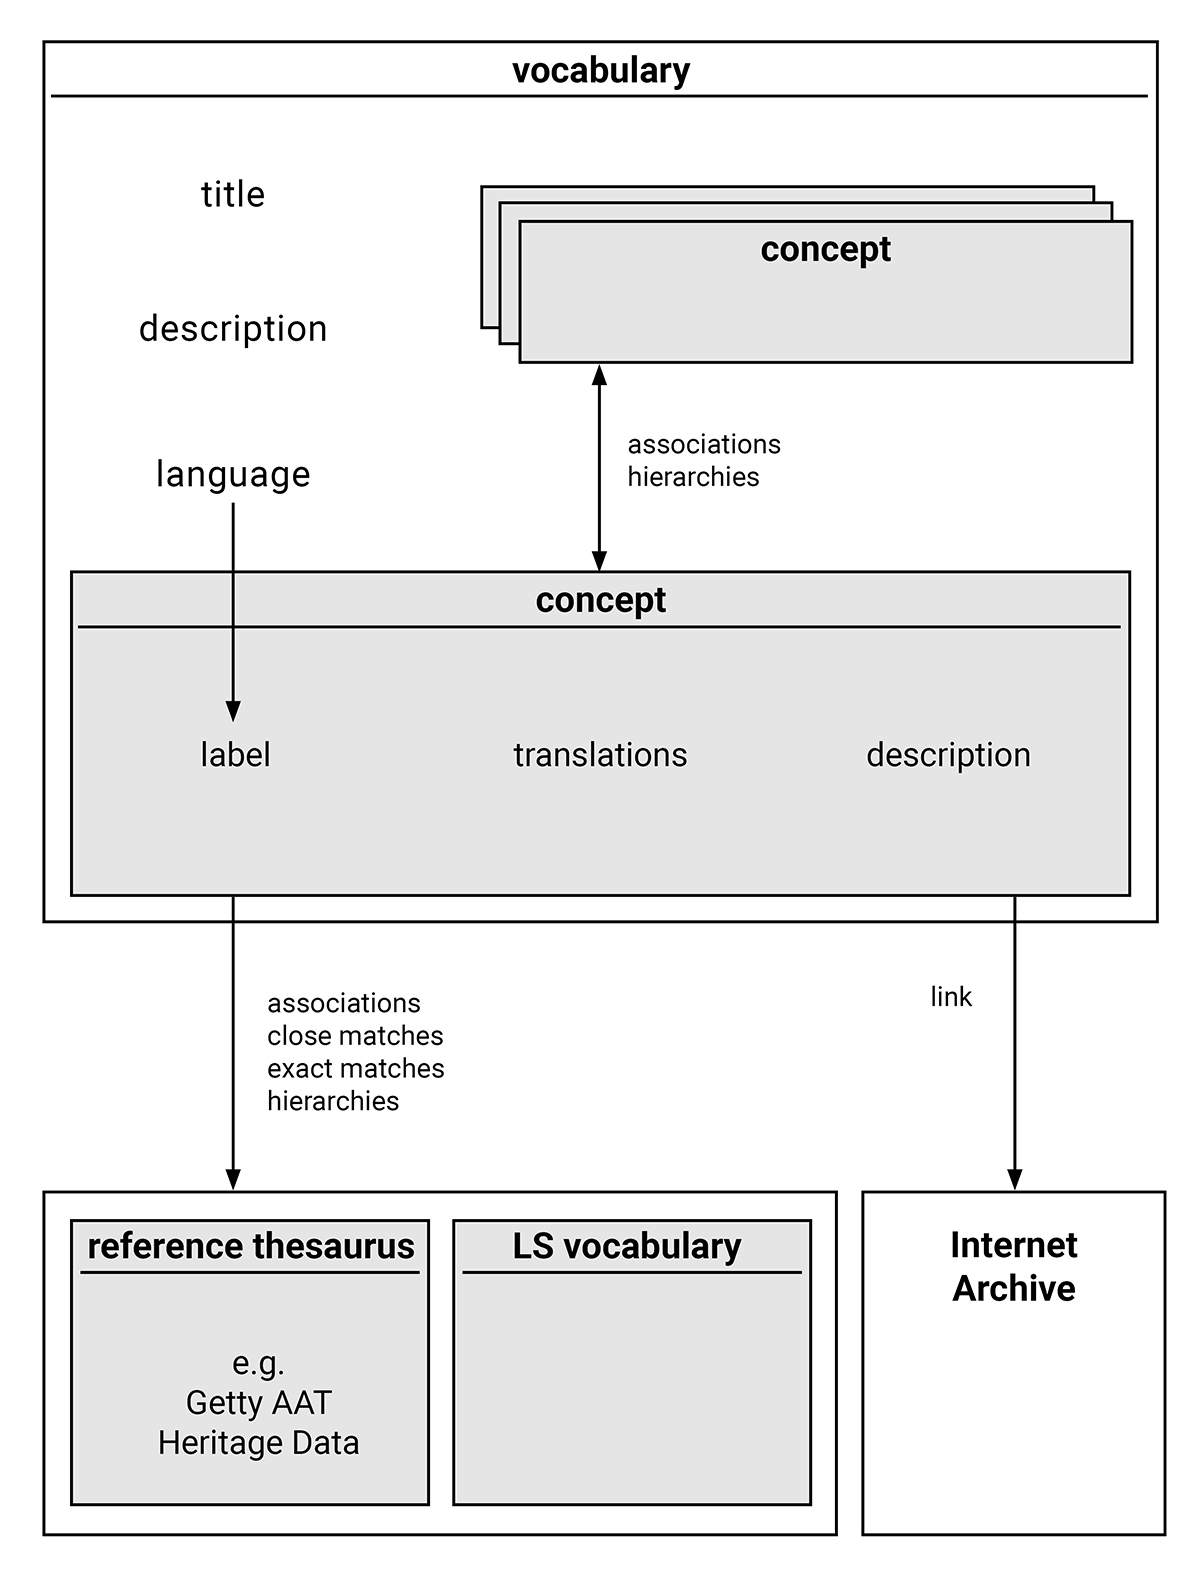 vocabulary
title
concept
description
associations
hierarchies
language
concept
label
translations
description
associations
close matches
exact matches
hierarchies
link
reference thesaurus
e.g.
Getty AAT
Heritage Data
LS vocabulary
Internet
Archive